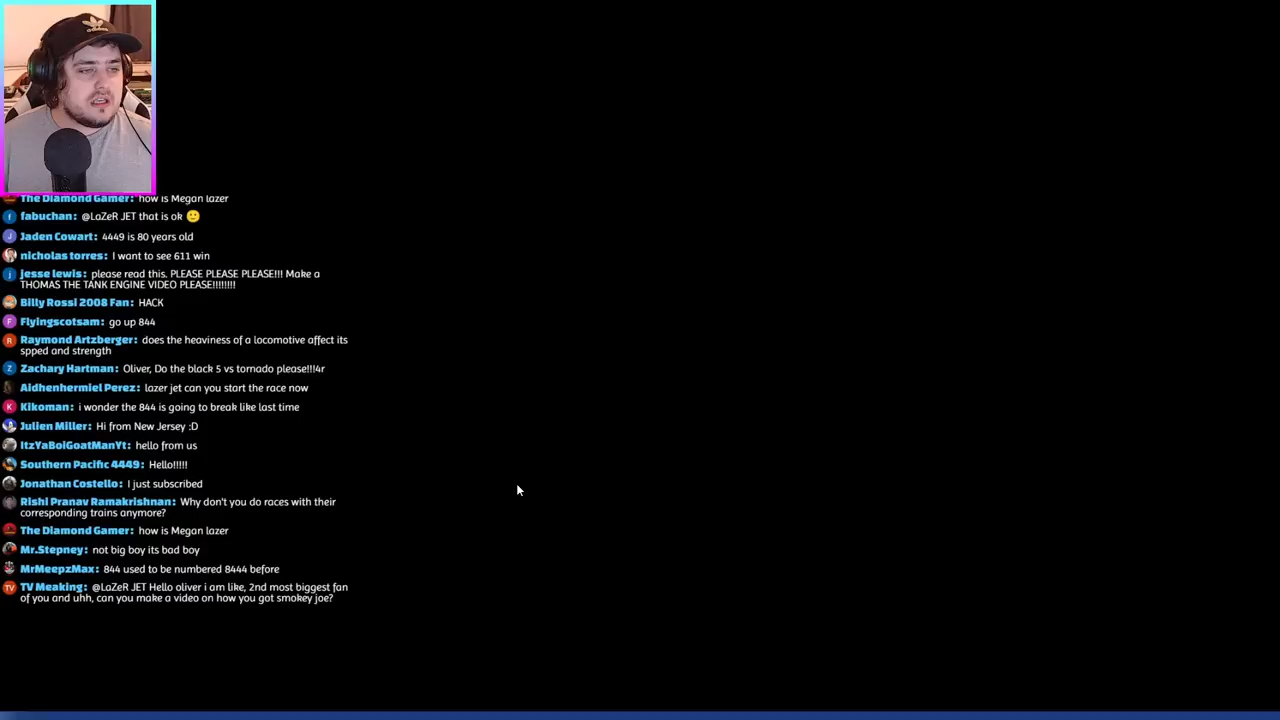 The Diamond Gamer: how is Megan lazer
f fabuchan: @LaZeR JET that is ok 🙂
J Jaden Cowart: 4449 is 80 years old
nicholas torres: I want to see 611 win
j jesse lewis: please read this. PLEASE PLEASE PLEASE!!! Make a
THOMAS THE TANK ENGINE VIDEO PLEASE!!!!!!!!
Billy Rossi 2008 Fan: HACK
F Flyingscotsam: go up 844
R Raymond Artzberger: does the heaviness of a locomotive affect its
spped and strength
Z Zachary Hartman: Oliver, Do the black 5 vs tornado please!!!4r
Aidhenhermiel Perez: lazer jet can you start the race now
K Kikoman: i wonder the 844 is going to break like last time
Julien Miller: Hi from New Jersey :D
ItzYaBoiGoatManYt: hello from us
Southern Pacific 4449: Hello!!!!!
Jonathan Costello: I just subscribed
Rishi Pranav Ramakrishnan: Why don't you do races with their
corresponding trains anymore?
The Diamond Gamer: how is Megan lazer
Mr.Stepney: not big boy its bad boy
MrMeepzMax: 844 used to be numbered 8444 before
TV TV Meaking: @LaZeR JET Hello oliver i am like, 2nd most biggest fan
of you and uhh, can you make a video on how you got smokey joe?